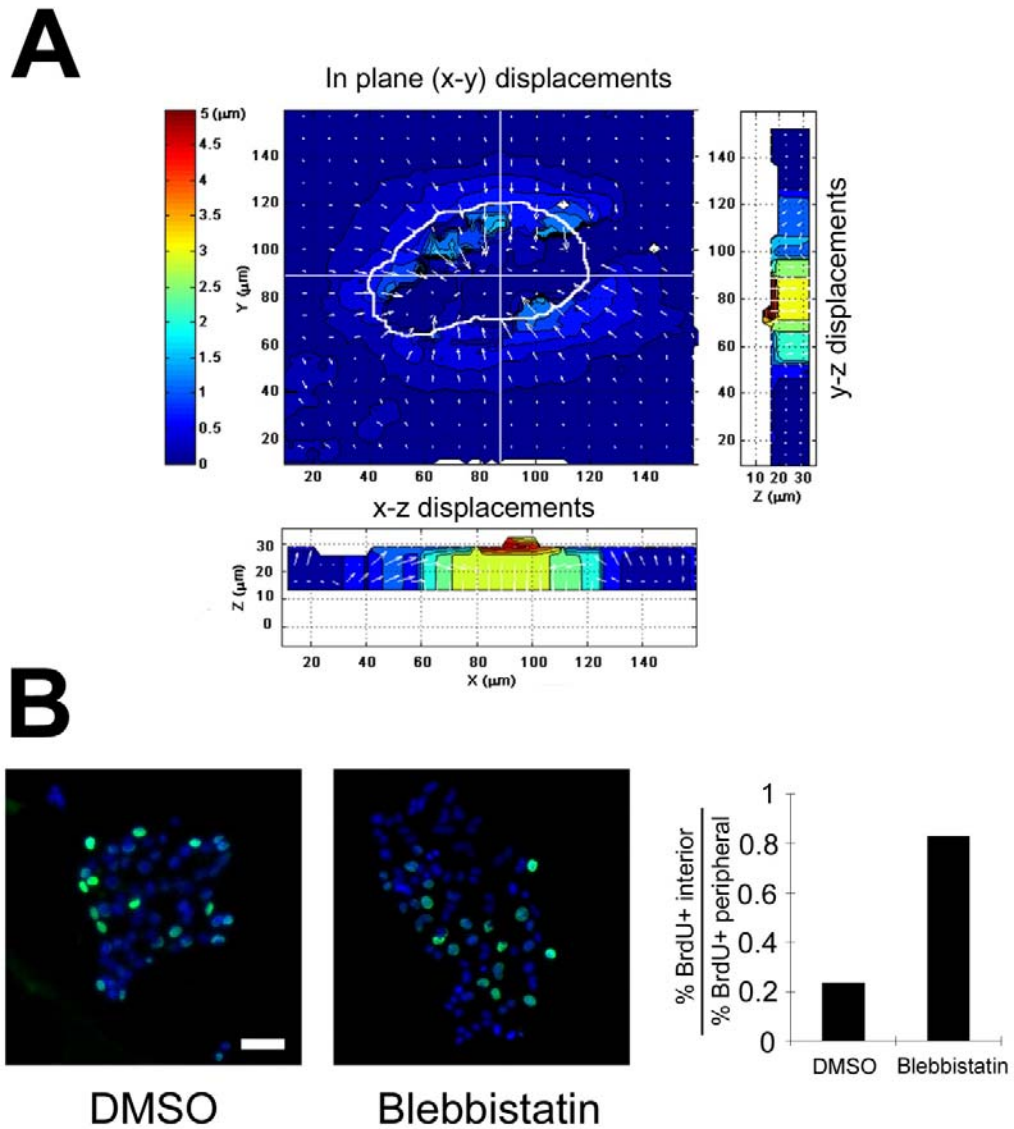 A
In plane (x-y) displacements
5 (μm)
4.5
4
3.5
3
2.5
2
1.5
1
0.5
0
Y (μm)
140
120
100
80
60
40
20
20 40 60 80 100 120 140
140
120
100
80
60
40
20
10 20 30
Z (μm)
y-z displacements
x-z displacements
Z (μm)
30
20
10
0
20 40 60 80 100 120 140
X (μm)
B
DMSO
Blebbistatin
% BrdU+ interior
% BrdU+ peripheral
1
0.8
0.6
0.4
0.2
0
DMSO Blebbistatin